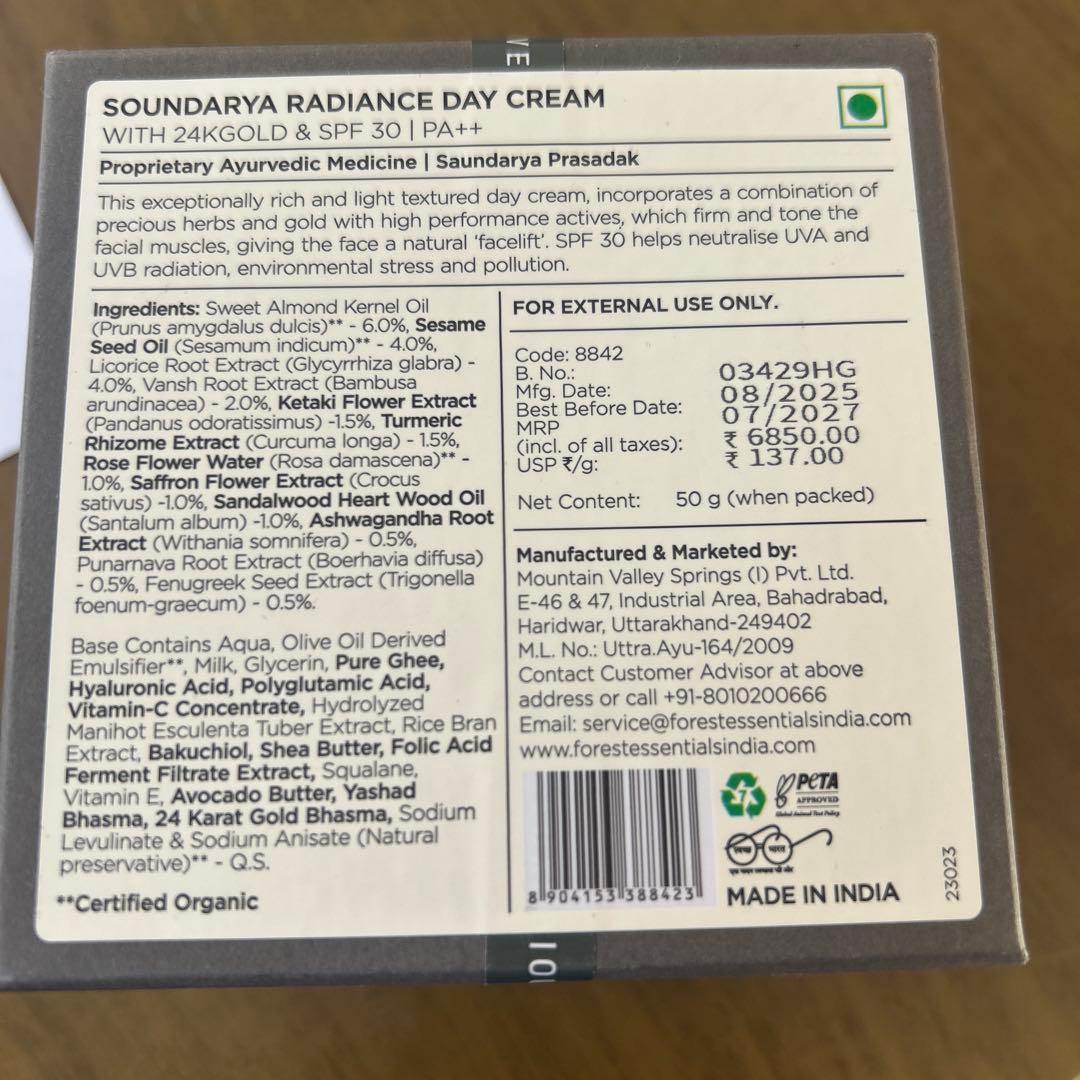 VE
SOUNDARYA RADIANCE DAY CREAM
WITH 24KGOLD & SPF 30 | PA++
Proprietary Ayurvedic Medicine | Saundarya Prasadak
This exceptionally rich and light textured day cream, incorporates a combination of
precious herbs and gold with high performance actives, which firm and tone the
facial muscles, giving the face a natural 'facelift'. SPF 30 helps neutralise UVA and
UVB radiation, environmental stress and pollution.
Ingredients: Sweet Almond Kernel Oil
(Prunus amygdalus dulcis)** - 6.0%, Sesame
Seed Oil (Sesamum indicum)** - 4.0%,
Licorice Root Extract (Glycyrrhiza glabra) -
4.0%, Vansh Root Extract (Bambusa
arundinacea) - 2.0%, Ketaki Flower Extract
(Pandanus odoratissimus) -1.5%, Turmeric
Rhizome Extract (Curcuma longa) - 1.5%,
Rose Flower Water (Rosa damascena)** -
1.0%, Saffron Flower Extract (Crocus
sativus) -1.0%, Sandalwood Heart Wood Oil
(Santalum album) -1.0%, Ashwagandha Root
Extract (Withania somnifera) - 0.5%,
Punarnava Root Extract (Boerhavia diffusa)
- 0.5%, Fenugreek Seed Extract (Trigonella
foenum-graecum) - 0.5%.
Base Contains Aqua, Olive Oil Derived
Emulsifier**, Milk, Glycerin, Pure Ghee,
Hyaluronic Acid, Polyglutamic Acid,
Vitamin-C Concentrate, Hydrolyzed
Manihot Esculenta Tuber Extract, Rice Bran
Extract, Bakuchiol, Shea Butter, Folic Acid
Ferment Filtrate Extract, Squalane,
Vitamin E, Avocado Butter, Yashad
Bhasma, 24 Karat Gold Bhasma, Sodium
Levulinate & Sodium Anisate (Natural
preservative)** - Q.S.
**Certified Organic
FOR EXTERNAL USE ONLY.
Code: 8842
B. No.: 03429HG
Mfg. Date: 08/2025
Best Before Date: 07/2027
MRP
(incl. of all taxes): ₹ 6850.00
USP ₹/g: ₹ 137.00
Net Content: 50 g (when packed)
Manufactured & Marketed by:
Mountain Valley Springs (I) Pvt. Ltd.
E-46 & 47, Industrial Area, Bahadrabad,
Haridwar, Uttarakhand-249402
M.L. No.: Uttra.Ayu-164/2009
Contact Customer Advisor at above
address or call +91-8010200666
Email: service@forestessentialsindia.com
www.forestessentialsindia.com
8 904153 388423
7
PETA
APPROVED
Global Animal Test Policy
स्वच्छ भारत
एक कदम स्वच्छता की ओर
MADE IN INDIA
23023